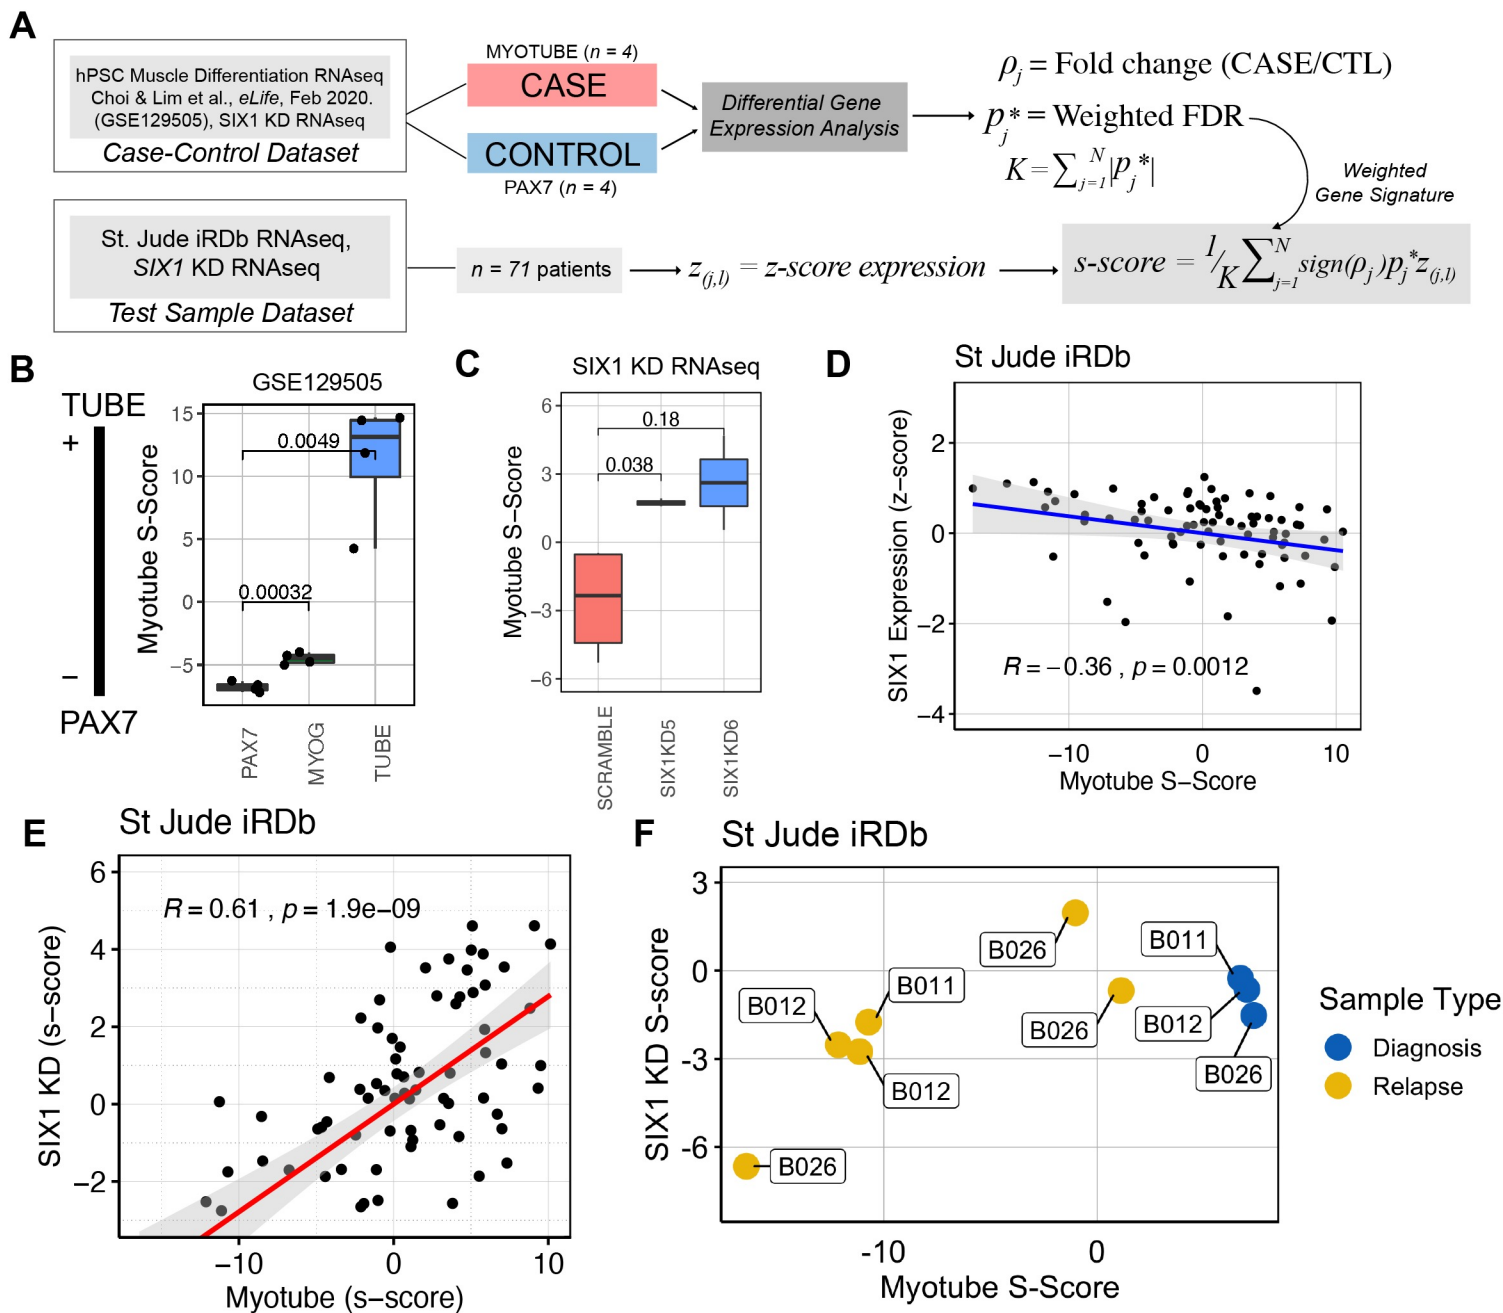 A
hPSC Muscle Differentiation RNAseq
Choi & Lim et al., eLife, Feb 2020.
(GSE129505), SIX1 KD RNAseq
Case-Control Dataset
MYOTUBE (n = 4)
CASE
CONTROL
PAX7 (n = 4)
Differential Gene
Expression Analysis
ρj = Fold change (CASE/CTL)
pj* = Weighted FDR
K = ∑j=1N|pj*|
Weighted
Gene Signature
St. Jude iRDb RNAseq,
SIX1 KD RNAseq
Test Sample Dataset
n = 71 patients
z(j,l) = z-score expression
s-score = 1/K∑j=1N sign(ρj)pj*z(j,l)
B
TUBE
+
−
PAX7
GSE129505
Myotube S-Score
15
10
5
0
−5
0.0049
0.00032
PAX7
MYOG
TUBE
C
SIX1 KD RNAseq
Myotube S−Score
6
3
0
−3
−6
0.18
0.038
SCRAMBLE
SIX1KD5
SIX1KD6
D
St Jude iRDb
SIX1 Expression (z−score)
2
0
−2
−4
R = −0.36 , p = 0.0012
−10
0
10
Myotube S−Score
E
St Jude iRDb
SIX1 KD (s−score)
6
4
2
0
−2
R = 0.61 , p = 1.9e−09
−10
0
10
Myotube (s−score)
F
St Jude iRDb
SIX1 KD S-score
3
0
-3
-6
B026
B011
B011
B012
B026
B012
B012
B026
B026
-10
0
Myotube S-Score
Sample Type
Diagnosis
Relapse